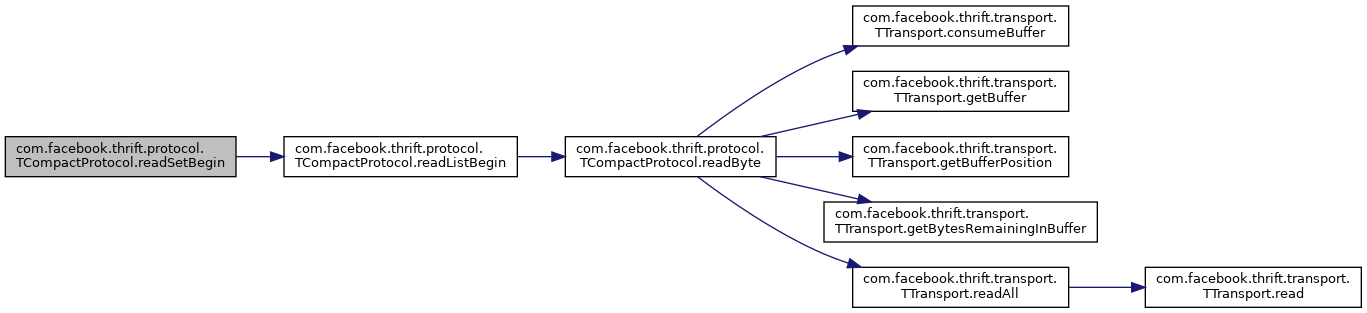 com.facebook.thrift.protocol.
TCompactProtocol.readSetBegin
com.facebook.thrift.protocol.
TCompactProtocol.readListBegin
com.facebook.thrift.protocol.
TCompactProtocol.readByte
com.facebook.thrift.transport.
TTransport.consumeBuffer
com.facebook.thrift.transport.
TTransport.getBuffer
com.facebook.thrift.transport.
TTransport.getBufferPosition
com.facebook.thrift.transport.
TTransport.getBytesRemainingInBuffer
com.facebook.thrift.transport.
TTransport.readAll
com.facebook.thrift.transport.
TTransport.read